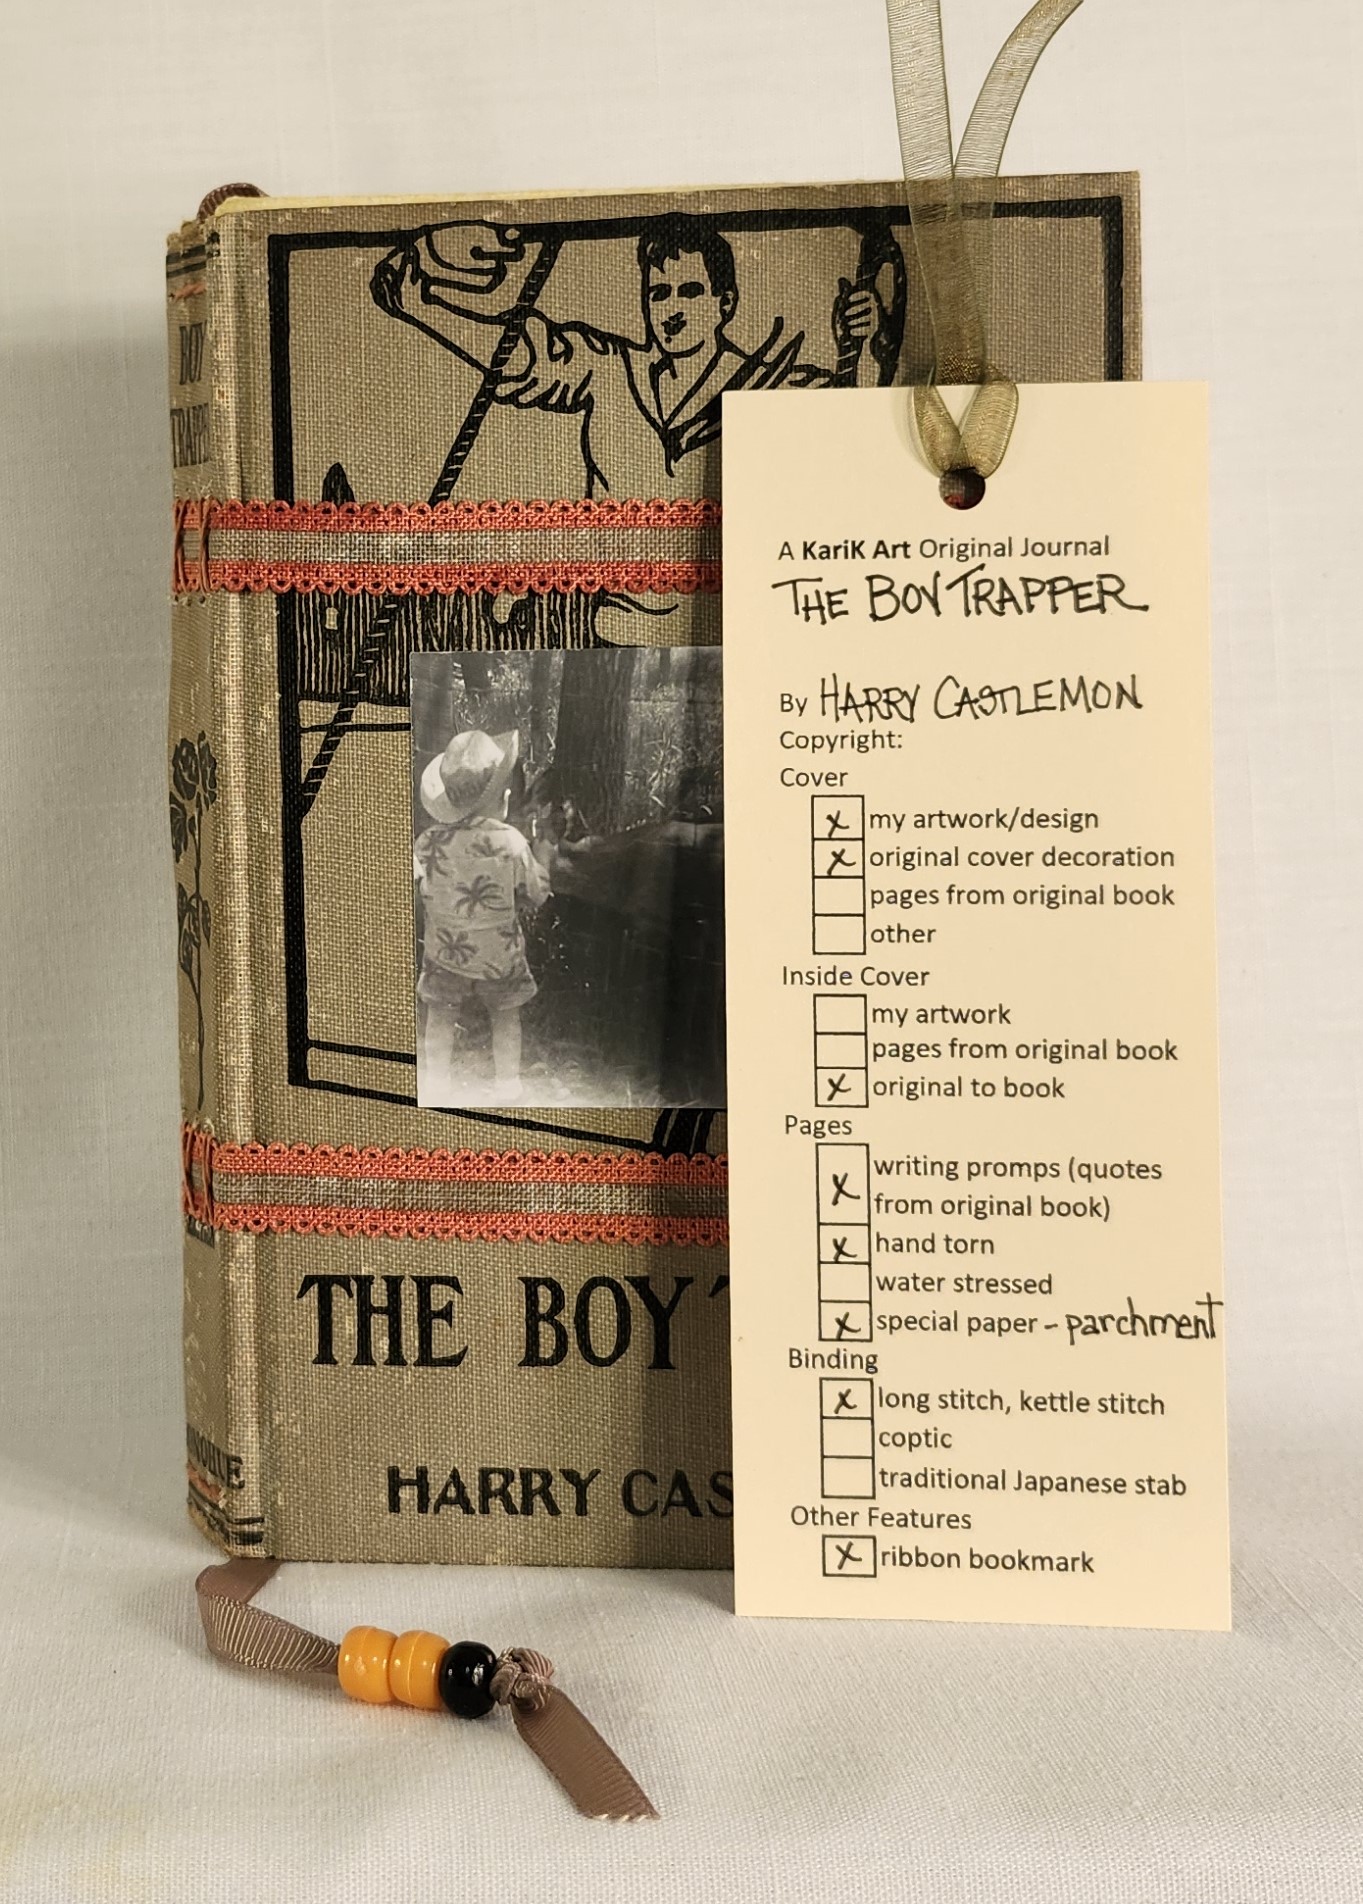 BOY
TRAPPER
THE BOY
HARRY CAS
A KariK Art Original Journal
THE BOY TRAPPER
By HARRY CASTLEMON
Copyright:
Cover
x my artwork/design
x original cover decoration
pages from original book
other
Inside Cover
my artwork
pages from original book
x original to book
Pages
x writing promps (quotes
from original book)
x hand torn
water stressed
x special paper - parchment
Binding
x long stitch, kettle stitch
coptic
traditional Japanese stab
Other Features
x ribbon bookmark